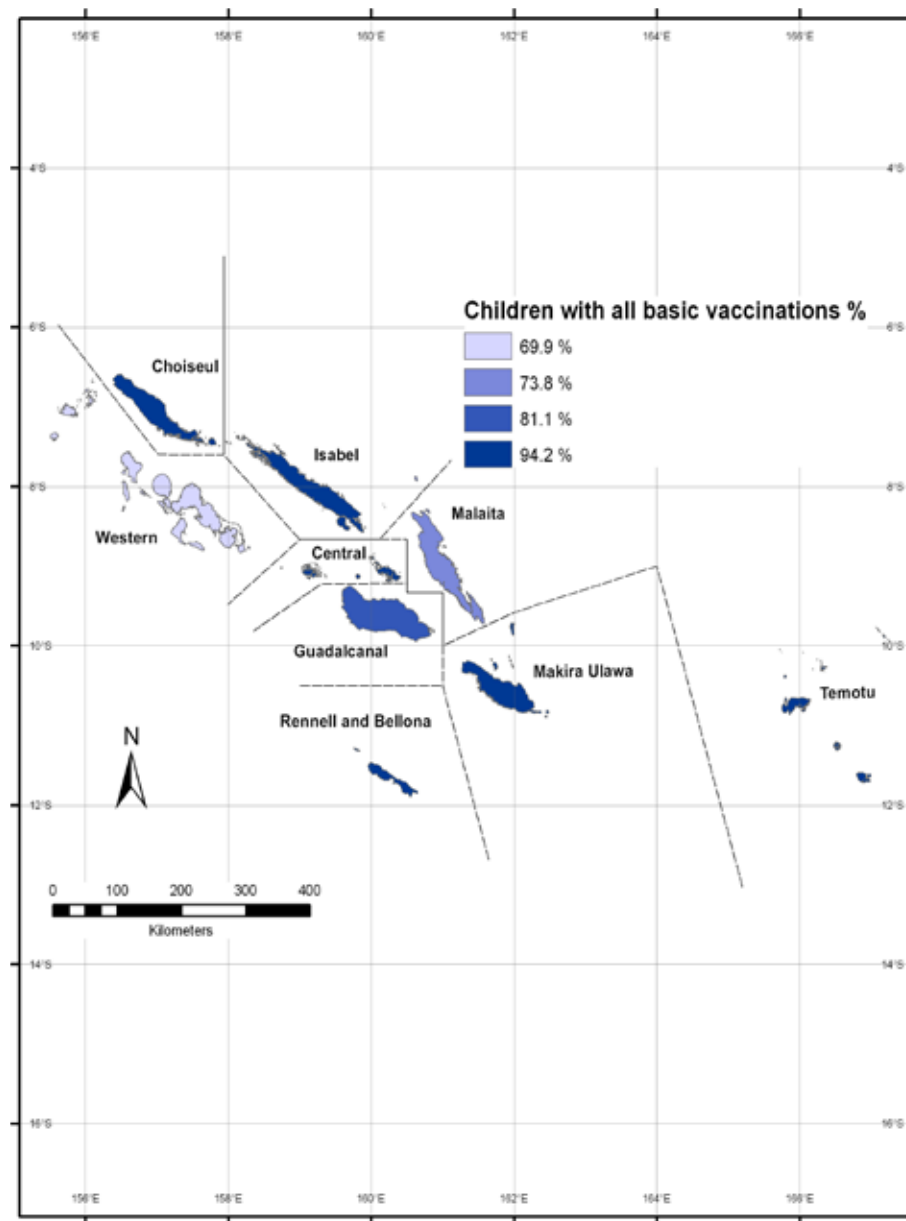 156°E 158°E 160°E 162°E 164°E 166°E
4°S 4°S
Children with all basic vaccinations %
6°S 6°S
69.9 %
Choiseul
73.8 %
81.1 %
Isabel
94.2 %
8°S 8°S
Malaita
Western
Central
10°S 10°S
Guadalcanal
Makira Ulawa
Temotu
Rennell and Bellona
N
12°S 12°S
0 100 200 300 400
Kilometers
14°S 14°S
16°S 16°S
156°E 158°E 160°E 162°E 164°E 166°E